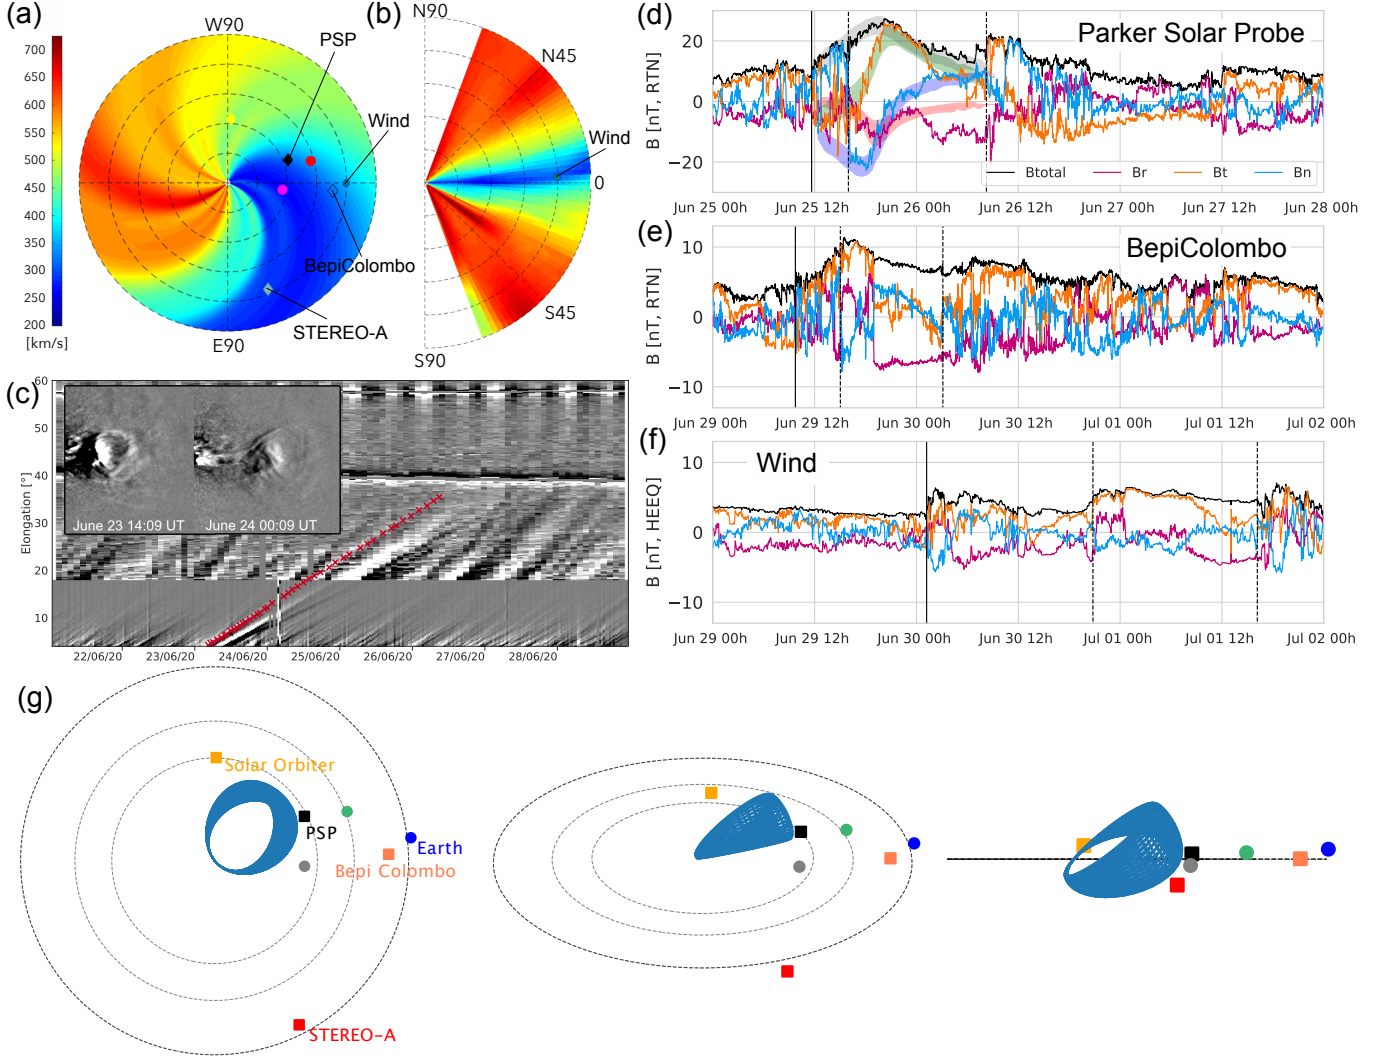 (a)
W90
PSP
Wind
BepiColombo
STEREO-A
E90
700
650
600
550
500
450
400
350
300
250
200
[km/s]
(b)
N90
N45
Wind
0
S45
S90
(c)
60
50
40
30
20
10
Elongation [°]
June 23 14:09 UT
June 24 00:09 UT
22/06/20
23/06/20
24/06/20
25/06/20
26/06/20
27/06/20
28/06/20
(d)
Parker Solar Probe
B [nT, RTN]
20
0
−20
Btotal
Br
Bt
Bn
Jun 25 00h
Jun 25 12h
Jun 26 00h
Jun 26 12h
Jun 27 00h
Jun 27 12h
Jun 28 00h
(e)
BepiColombo
B [nT, RTN]
10
0
−10
Jun 29 00h
Jun 29 12h
Jun 30 00h
Jun 30 12h
Jul 01 00h
Jul 01 12h
Jul 02 00h
(f)
Wind
B [nT, HEEQ]
10
0
−10
Jun 29 00h
Jun 29 12h
Jun 30 00h
Jun 30 12h
Jul 01 00h
Jul 01 12h
Jul 02 00h
(g)
Solar Orbiter
PSP
Earth
Bepi Colombo
STEREO-A